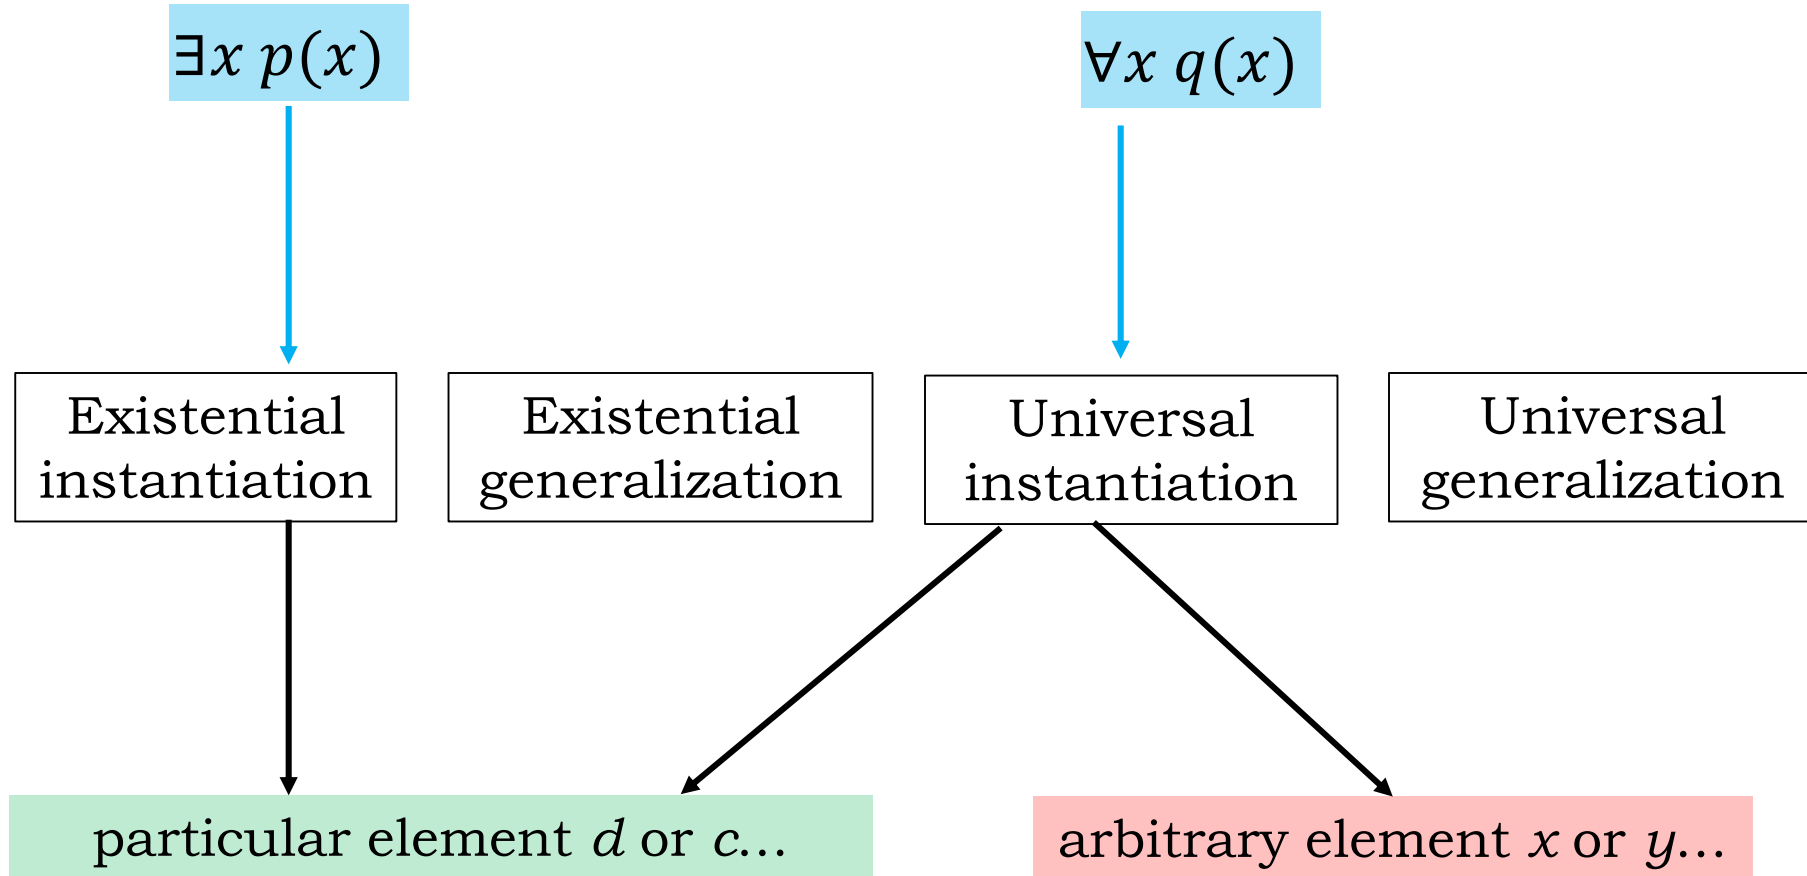 ∃x p(x)
∀x q(x)
Existential
instantiation
Existential
generalization
Universal
instantiation
Universal
generalization
particular element d or c...
arbitrary element x or y...